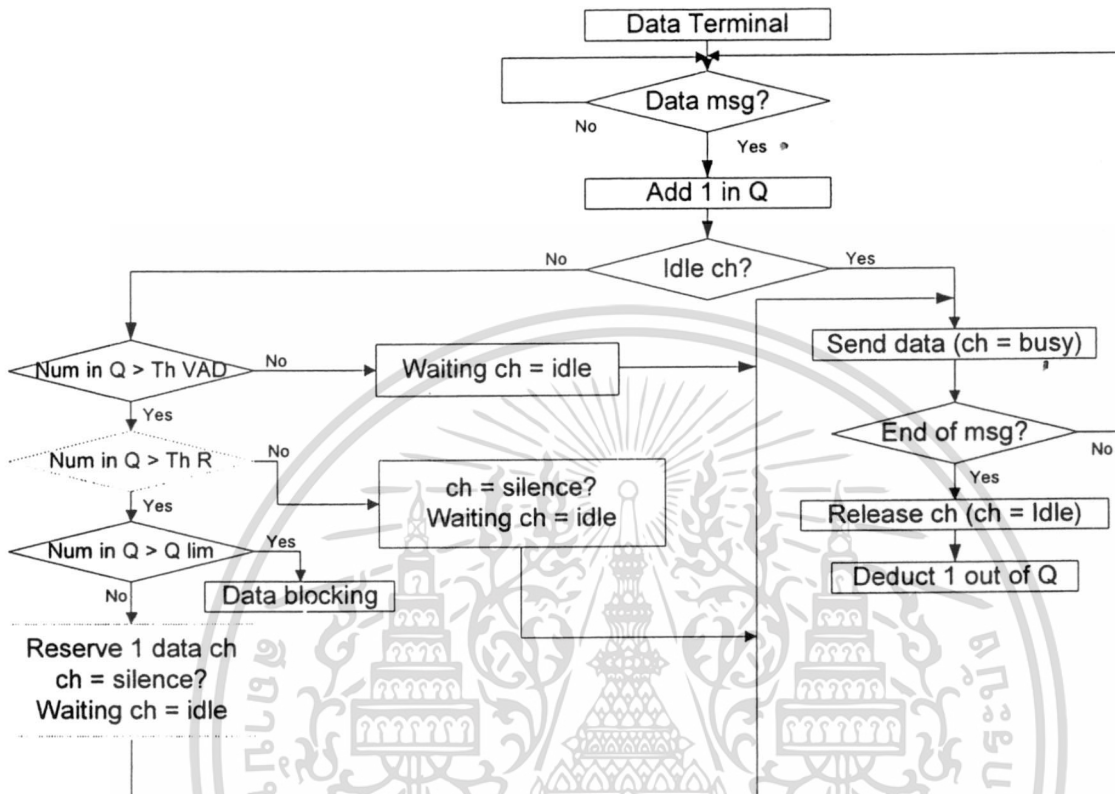 Data Terminal
Data msg?
No
Yes
Add 1 in Q
Idle ch?
No
Yes
Num in Q > Th VAD
No
Waiting ch = idle
Send data (ch = busy)
Yes
End of msg?
No
Num in Q > Th R
No
ch = silence?
Waiting ch = idle
Yes
Yes
Release ch (ch = Idle)
Num in Q > Q lim
Yes
Deduct 1 out of Q
Data blocking
No
Reserve 1 data ch
ch = silence?
Waiting ch = idle